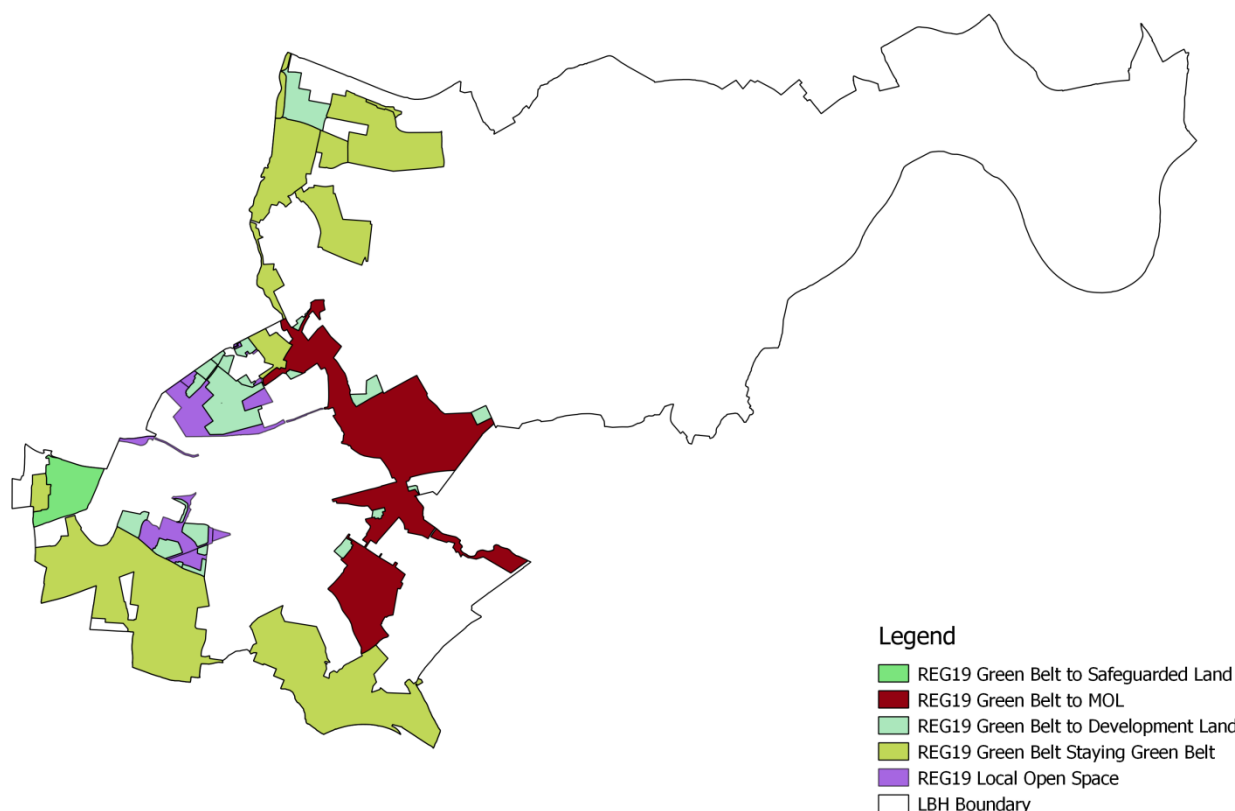 Legend
REG19 Green Belt to Safeguarded Land
REG19 Green Belt to MOL
REG19 Green Belt to Development Land
REG19 Green Belt Staying Green Belt
REG19 Local Open Space
LBH Boundary